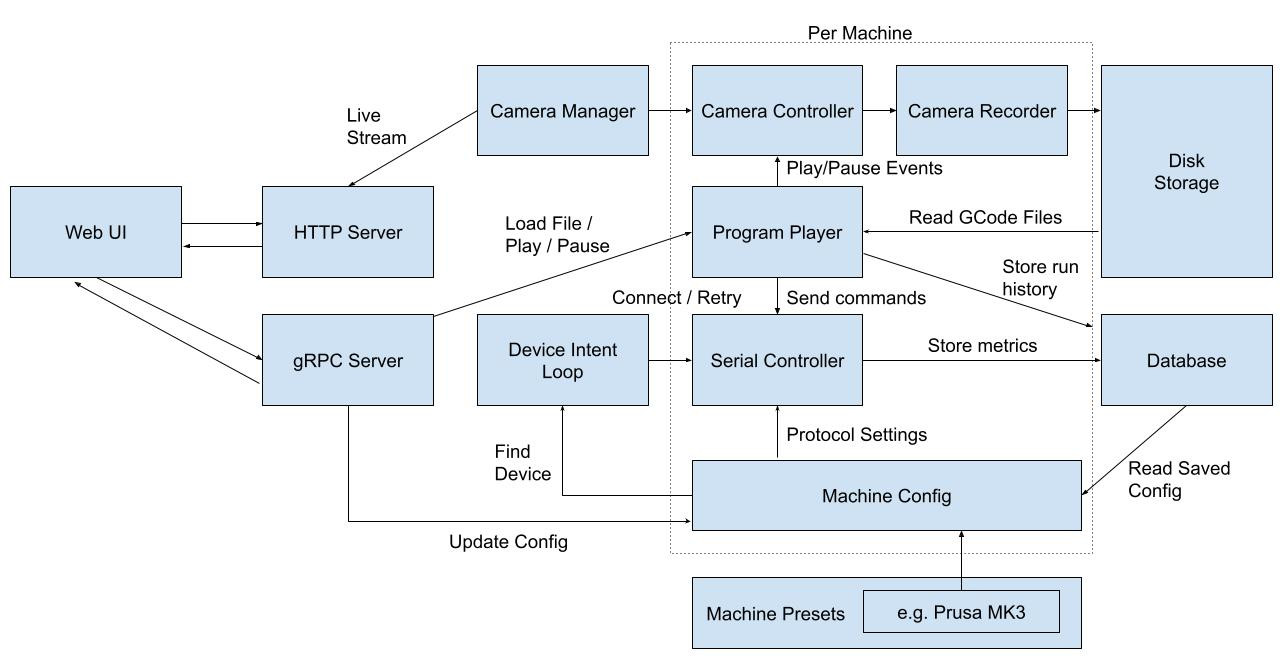 Per Machine
Camera Manager
Camera Controller
Camera Recorder
Disk
Storage
Live
Stream
Play/Pause Events
Web UI
HTTP Server
Load File /
Play / Pause
Program Player
Read GCode Files
Store run
history
Connect / Retry
Send commands
gRPC Server
Device Intent
Loop
Serial Controller
Store metrics
Database
Find
Device
Protocol Settings
Read Saved
Config
Machine Config
Update Config
Machine Presets
e.g. Prusa MK3